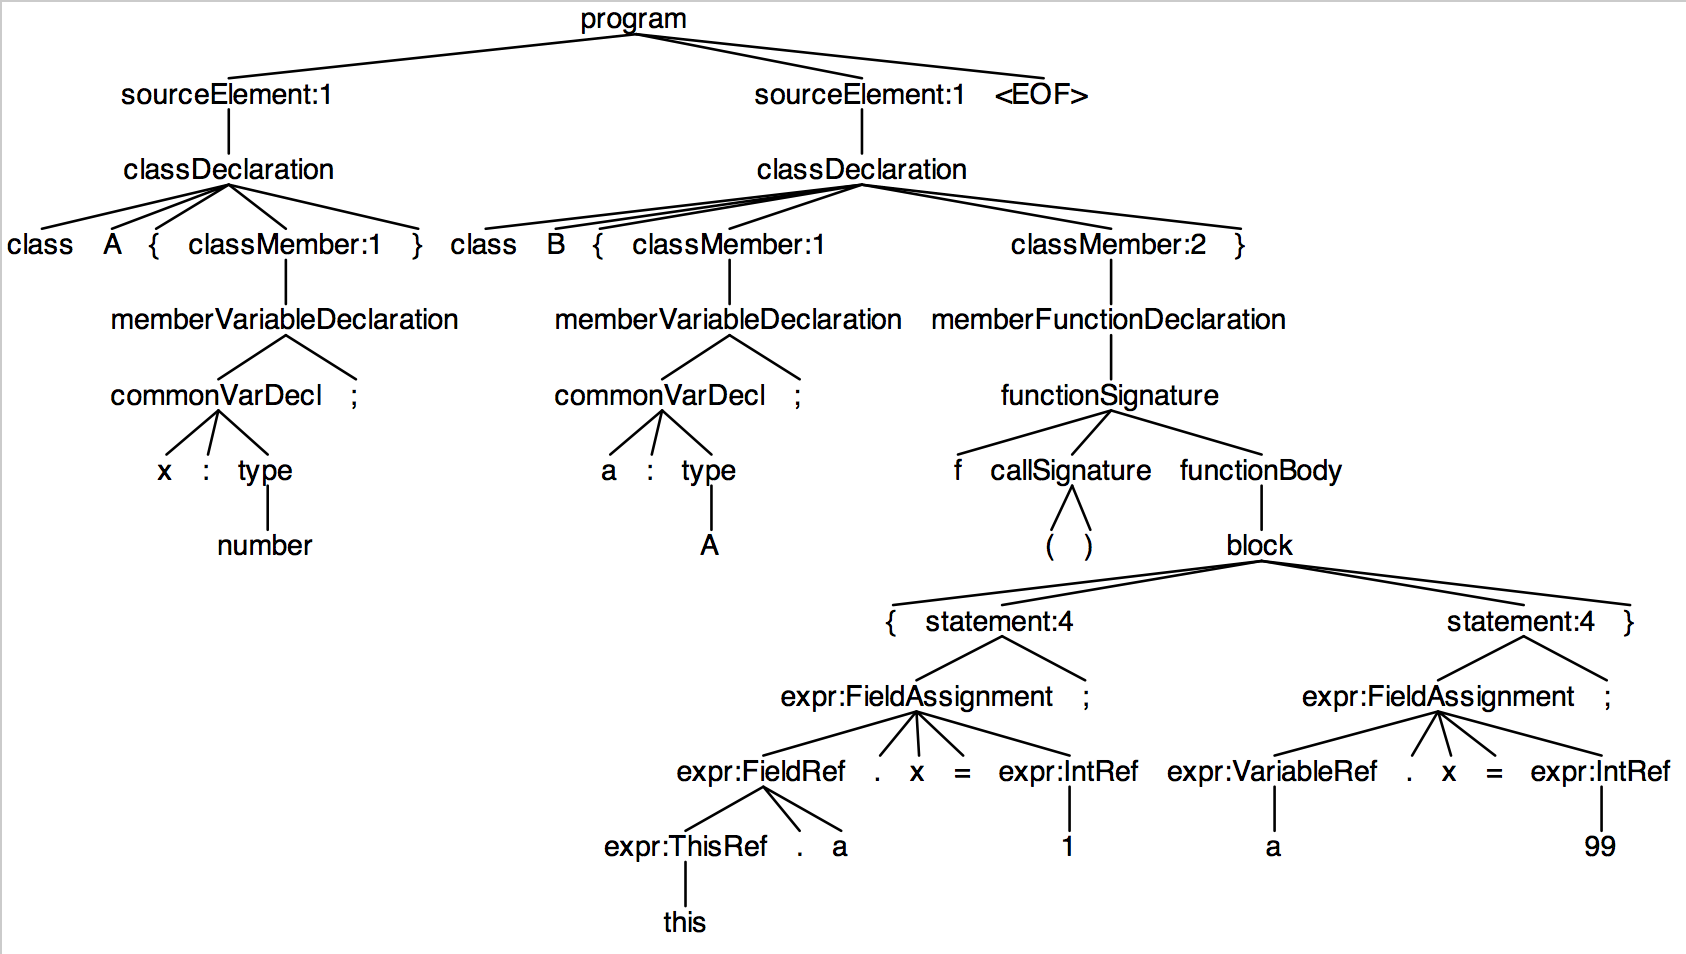 program
sourceElement:1 sourceElement:1 <EOF>
classDeclaration classDeclaration
class A { classMember:1 } class B { classMember:1 classMember:2 }
memberVariableDeclaration memberVariableDeclaration memberFunctionDeclaration
commonVarDecl ; commonVarDecl ; functionSignature
x : type a : type f callSignature functionBody
number A ( ) block
{ statement:4 statement:4 }
expr:FieldAssignment ; expr:FieldAssignment ;
expr:FieldRef . x = expr:IntRef expr:VariableRef . x = expr:IntRef
expr:ThisRef . a 1 a 99
this